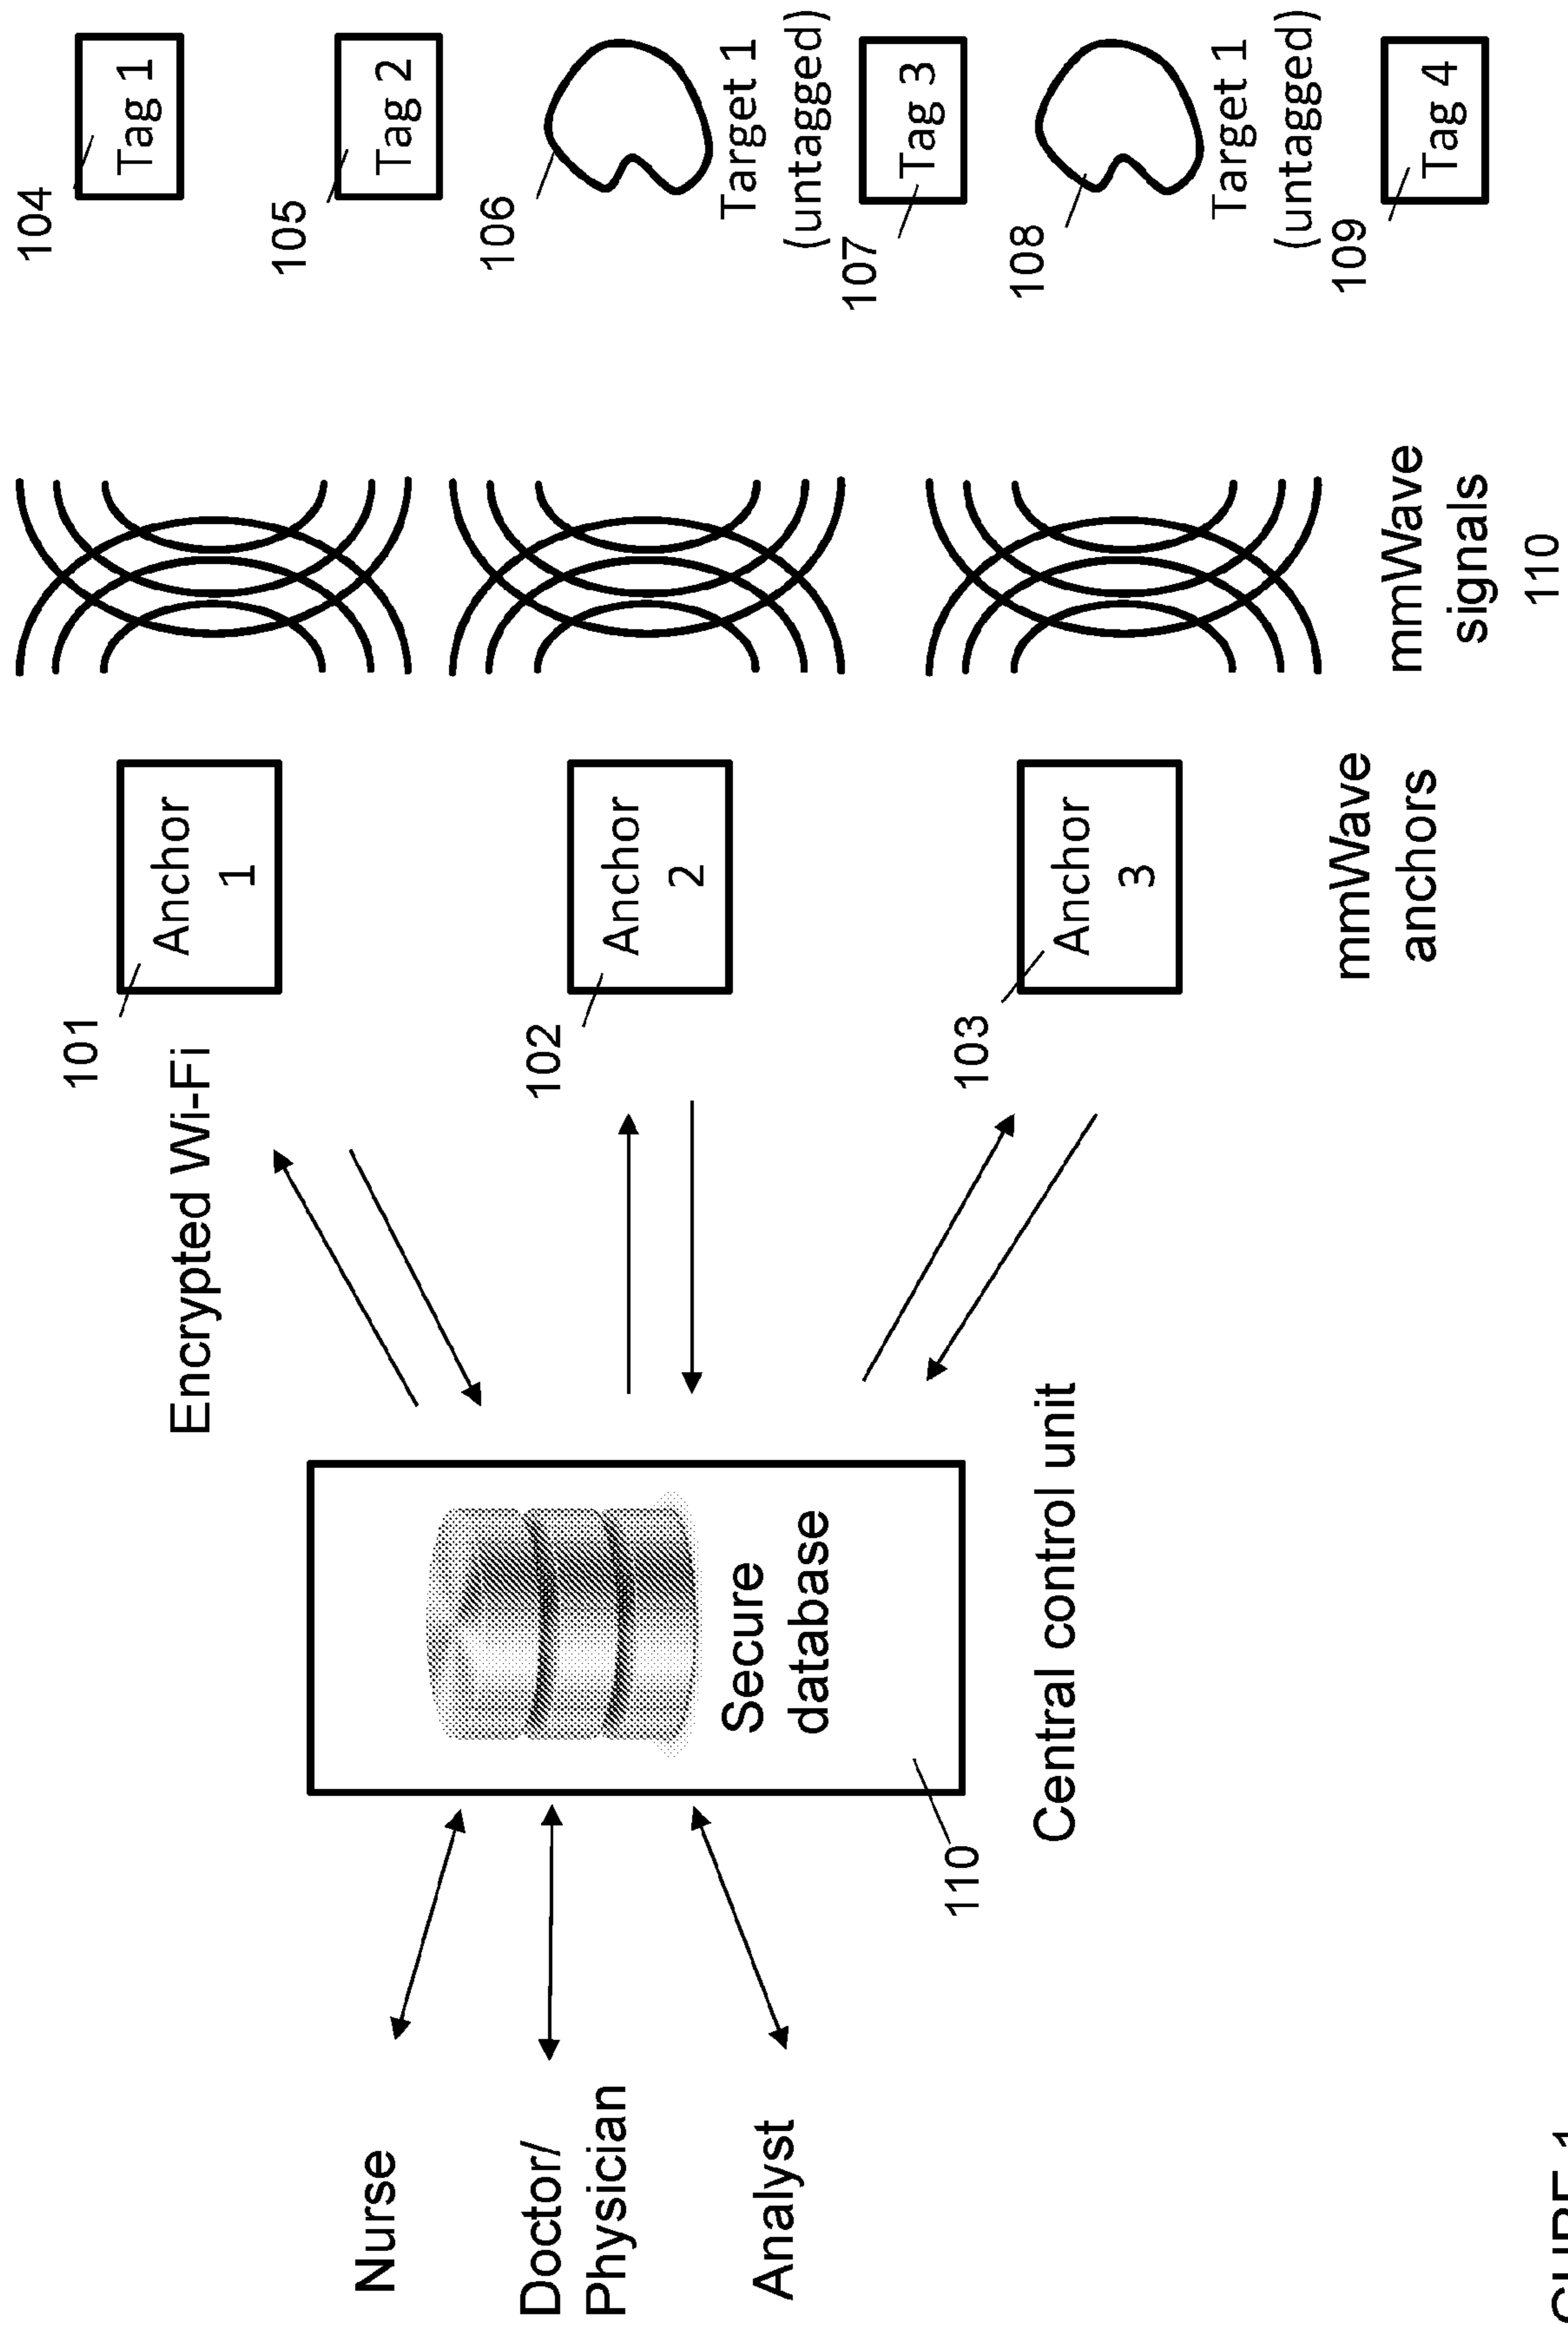 Nurse
Doctor/
Physician
Analyst
Secure
database
110
Central control unit
Encrypted Wi-Fi
101
Anchor
1
102
Anchor
2
103
Anchor
3
mmWave
anchors
mmWave
signals
110
104
Tag 1
105
Tag 2
106
Target 1
(untagged)
107
Tag 3
108
Target 1
(untagged)
109
Tag 4